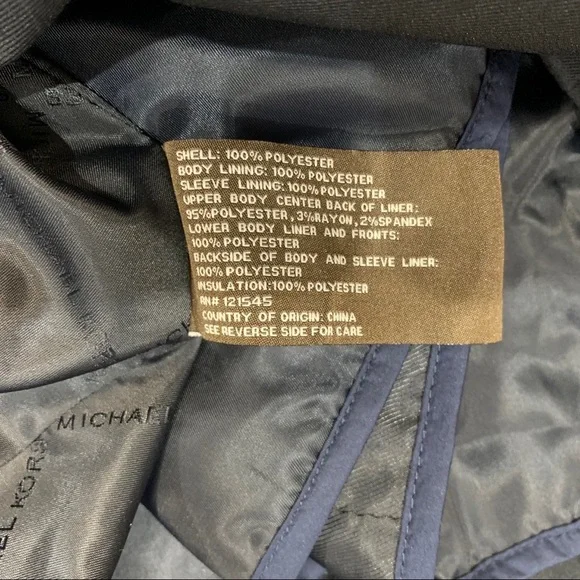 SHELL: 100% POLYESTER
BODY LINING: 100% POLYESTER
SLEEVE LINING: 100% POLYESTER
UPPER BODY CENTER BACK OF LINER:
95%POLYESTER, 3%RAYON, 2%SPANDEX
LOWER BODY LINER AND FRONTS:
100% POLYESTER
BACKSIDE OF BODY AND SLEEVE LINER:
100% POLYESTER
INSULATION:100% POLYESTER
RN# 121545
COUNTRY OF ORIGIN: CHINA
SEE REVERSE SIDE FOR CARE
MICHAEL
EL KORS